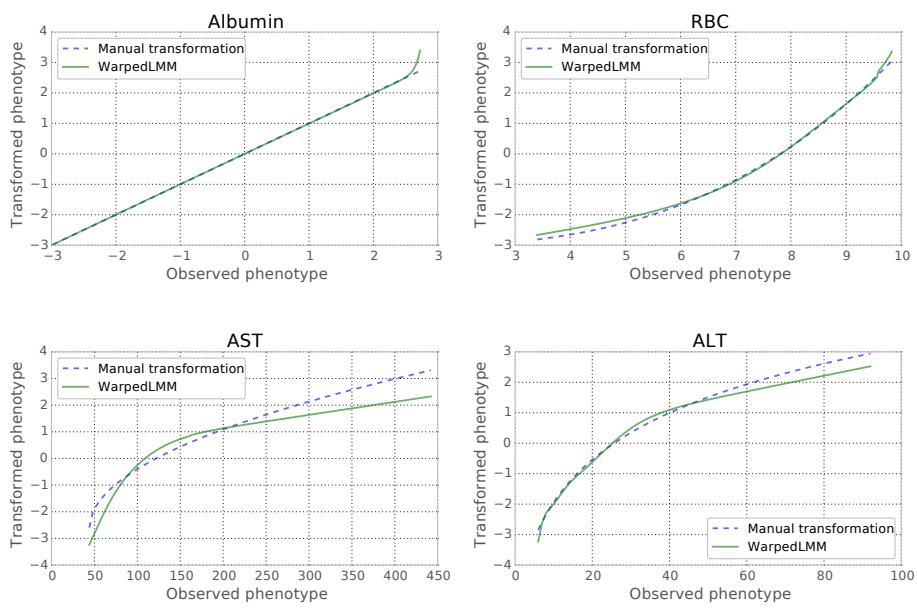 Albumin
4
3
2
1
0
−1
−2
−3
Transformed phenotype
Manual transformation
WarpedLMM
−3 −2 −1 0 1 2 3
Observed phenotype
RBC
4
3
2
1
0
−1
−2
−3
Transformed phenotype
Manual transformation
WarpedLMM
3 4 5 6 7 8 9 10
Observed phenotype
AST
4
3
2
1
0
−1
−2
−3
−4
Transformed phenotype
Manual transformation
WarpedLMM
0 50 100 150 200 250 300 350 400 450
Observed phenotype
ALT
3
2
1
0
−1
−2
−3
−4
Transformed phenotype
Manual transformation
WarpedLMM
0 20 40 60 80 100
Observed phenotype